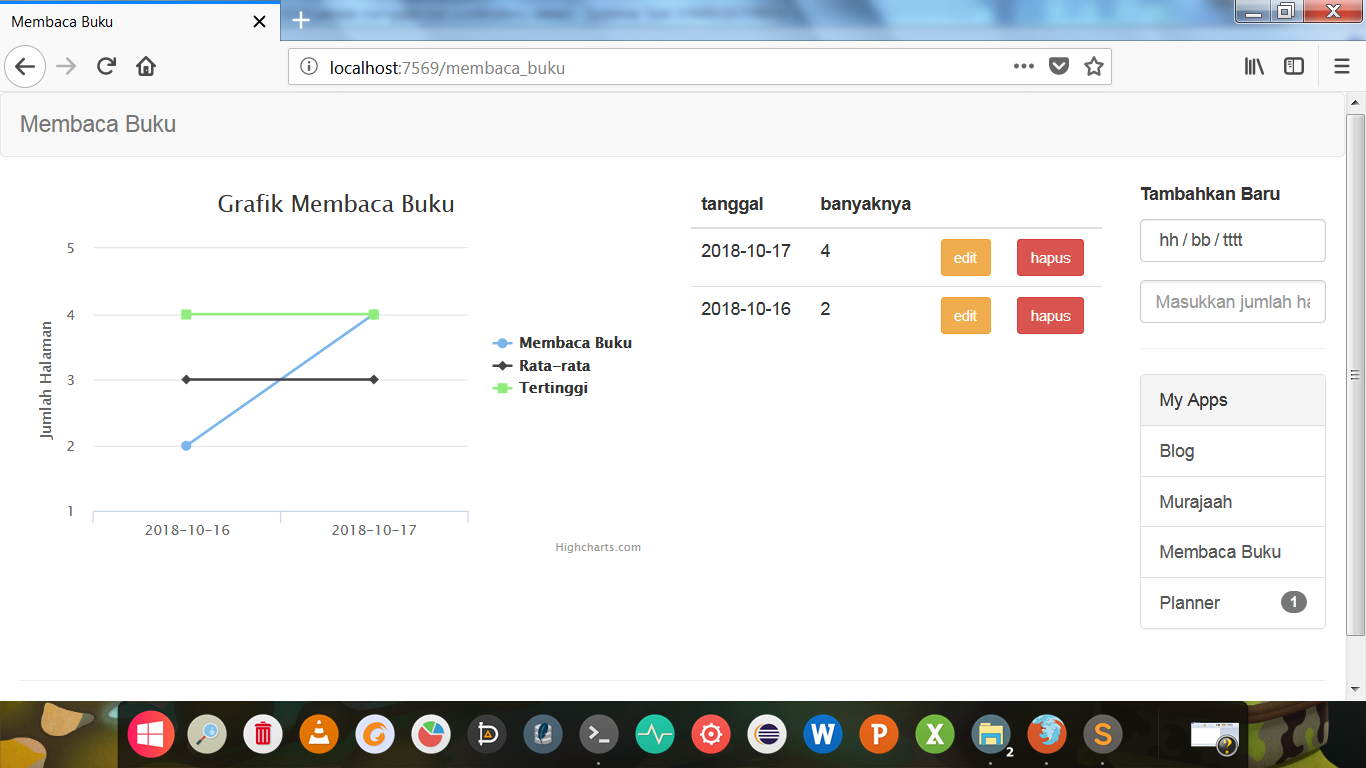 Membaca Buku
localhost:7569/membaca_buku
Membaca Buku
Grafik Membaca Buku
5
4
3
2
1
Jumlah Halaman
2018-10-16
2018-10-17
Membaca Buku
Rata-rata
Tertinggi
Highcharts.com
tanggal banyaknya
2018-10-17 4 edit hapus
2018-10-16 2 edit hapus
Tambahkan Baru
hh / bb / tttt
Masukkan jumlah ha
My Apps
Blog
Murajaah
Membaca Buku
Planner 1
W
P
X
2
S